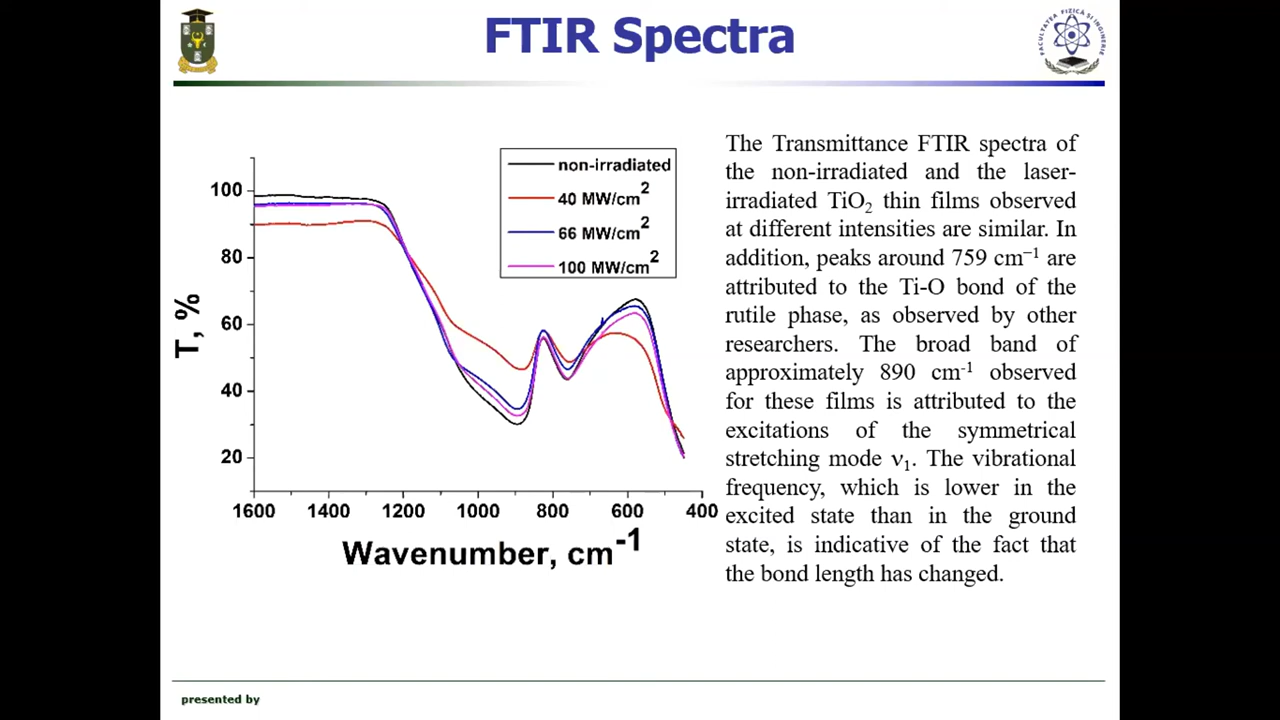 FTIR Spectra
FACULTATEA FIZICĂ ȘI INGINERIE
non-irradiated
40 MW/cm²
66 MW/cm²
100 MW/cm²
T, %
100
80
60
40
20
1600 1400 1200 1000 800 600 400
Wavenumber, cm⁻¹
The Transmittance FTIR spectra of
the non-irradiated and the laser-
irradiated TiO₂ thin films observed
at different intensities are similar. In
addition, peaks around 759 cm⁻¹ are
attributed to the Ti-O bond of the
rutile phase, as observed by other
researchers. The broad band of
approximately 890 cm⁻¹ observed
for these films is attributed to the
excitations of the symmetrical
stretching mode ν₁. The vibrational
frequency, which is lower in the
excited state than in the ground
state, is indicative of the fact that
the bond length has changed.
presented by